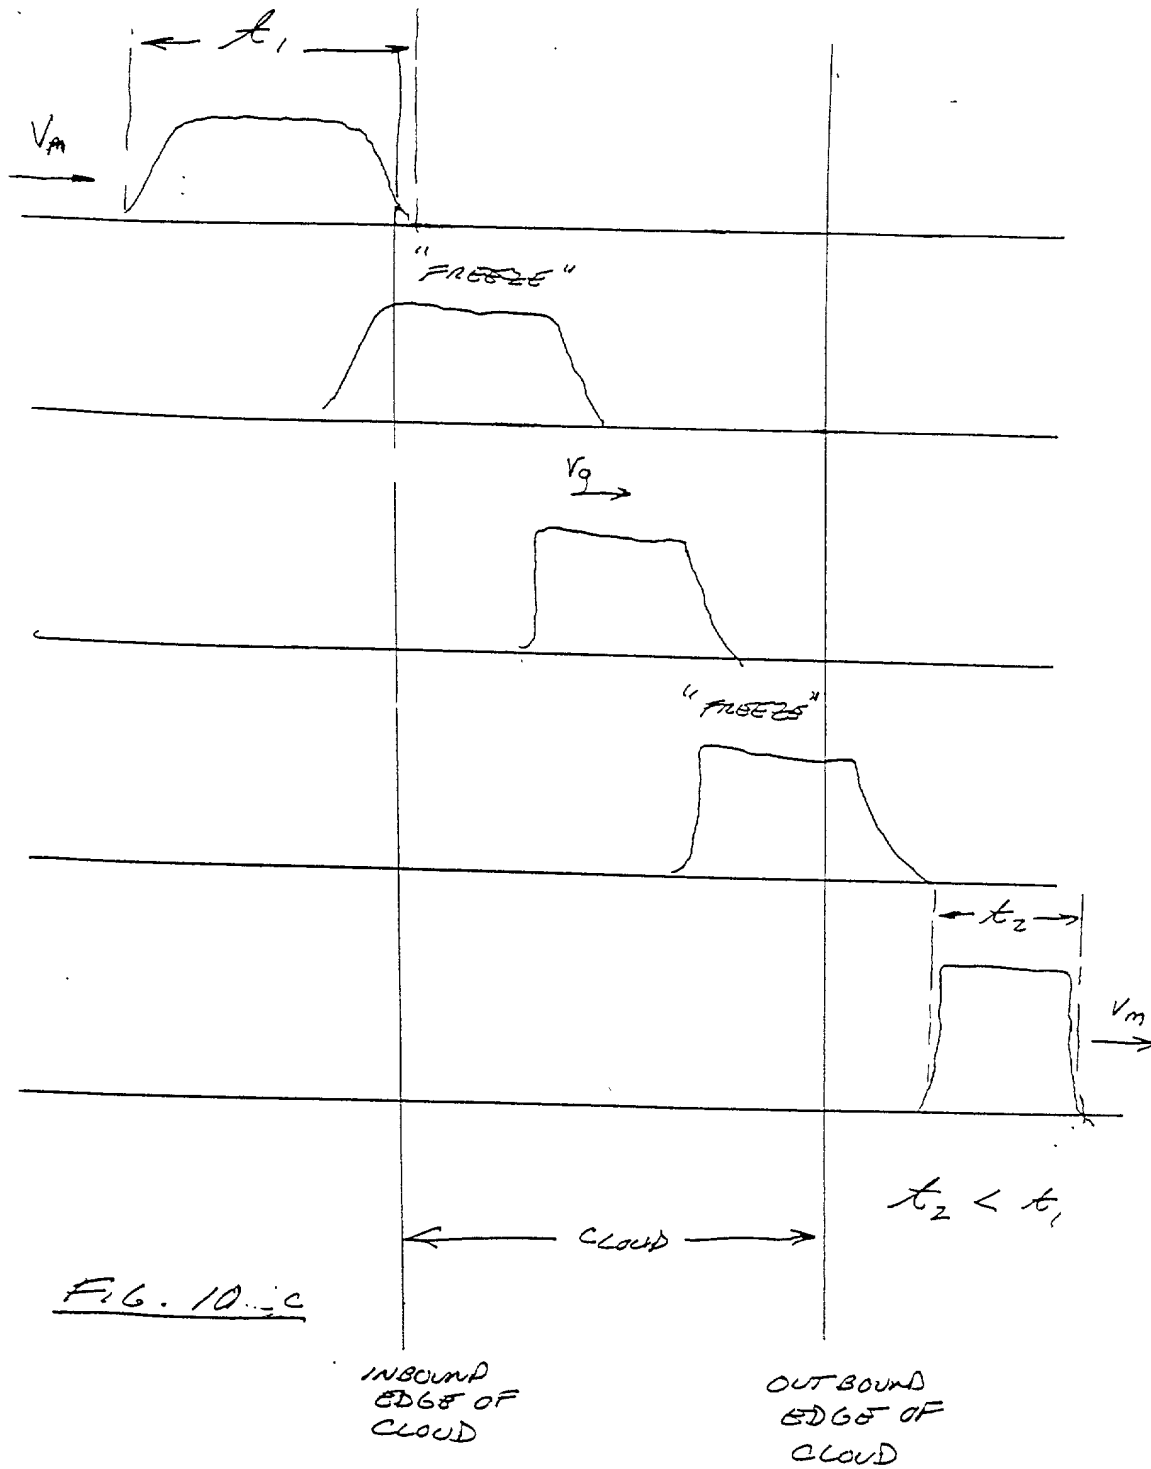 t₁
Vm
"FREEZE"
Vg
"FREEZE"
t₂
Vm
t₂ < t₁
CLOUD
FIG. 10-C
INBOUND
EDGE OF
CLOUD
OUTBOUND
EDGE OF
CLOUD